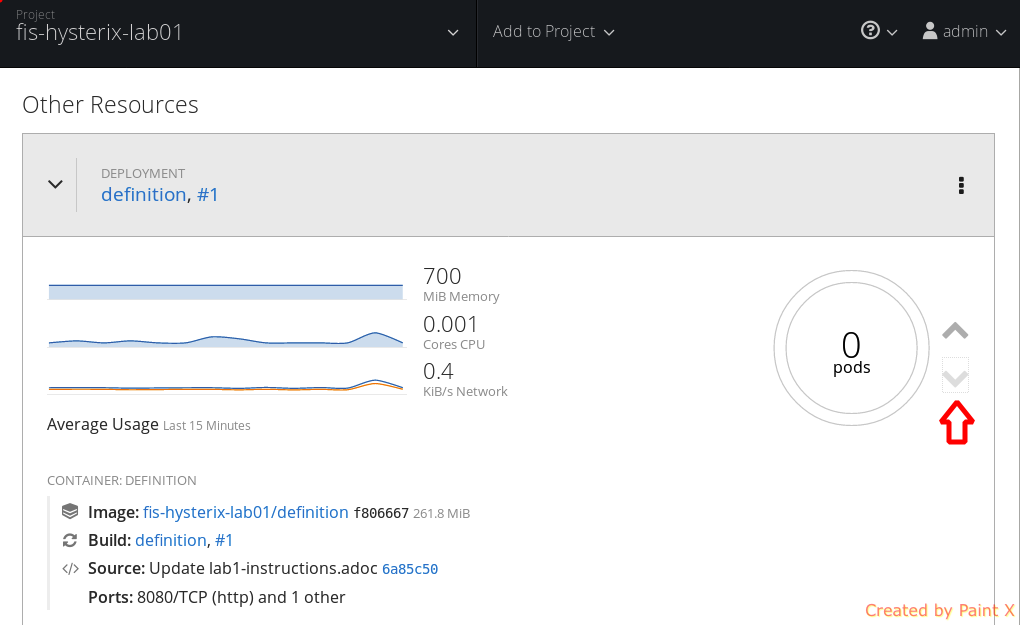 Project
fis-hysterix-lab01
Add to Project
admin
Other Resources
DEPLOYMENT
definition, #1
700
MiB Memory
0.001
Cores CPU
0.4
KiB/s Network
0
pods
Average Usage Last 15 Minutes
CONTAINER: DEFINITION
Image: fis-hysterix-lab01/definition f806667 261.8 MiB
Build: definition, #1
</> Source: Update lab1-instructions.adoc 6a85c50
Ports: 8080/TCP (http) and 1 other
Created by Paint X